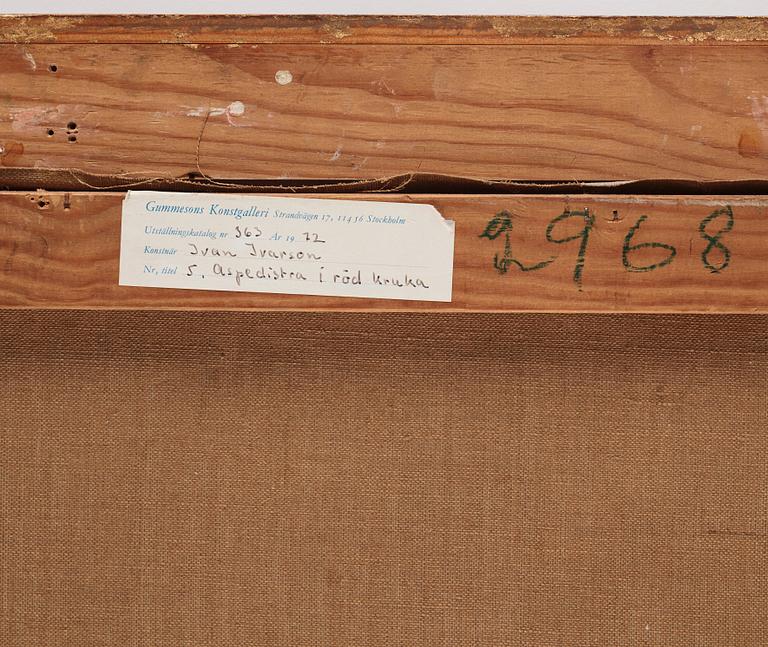 Gummesons Konstgalleri Strandvägen 17, 114 56 Stockholm
Utställningskatalog nr 363 År 19 72
Konstnär Ivan Ivarson
Nr, titel 5. Aspedistra i röd kruka
2968